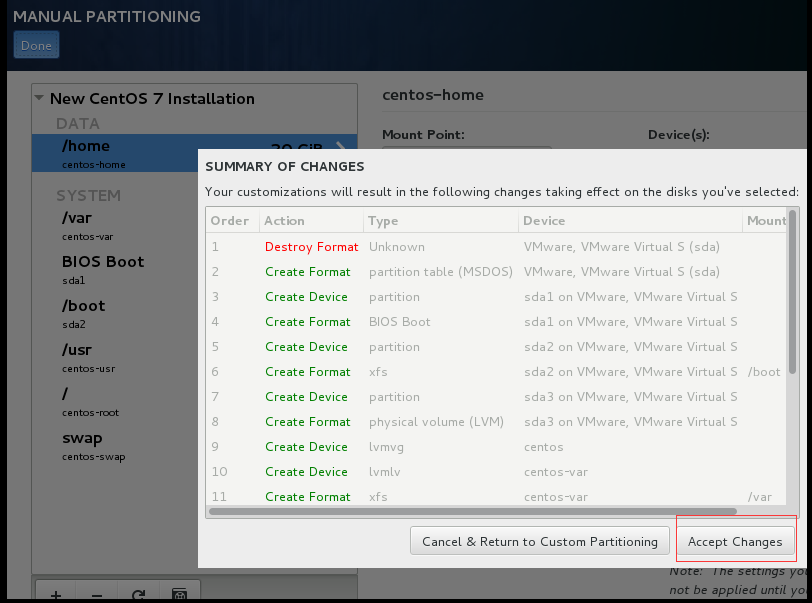 MANUAL PARTITIONING
Done
New CentOS 7 Installation
DATA
/home
centos-home
SYSTEM
/var
centos-var
BIOS Boot
sda1
/boot
sda2
/usr
centos-usr
/
centos-root
swap
centos-swap
centos-home
Mount Point:
Device(s):
SUMMARY OF CHANGES
Your customizations will result in the following changes taking effect on the disks you've selected:
Order Action Type Device Mount
1 Destroy Format Unknown VMware, VMware Virtual S (sda)
2 Create Format partition table (MSDOS) VMware, VMware Virtual S (sda)
3 Create Device partition sda1 on VMware, VMware Virtual S
4 Create Format BIOS Boot sda1 on VMware, VMware Virtual S
5 Create Device partition sda2 on VMware, VMware Virtual S
6 Create Format xfs sda2 on VMware, VMware Virtual S /boot
7 Create Device partition sda3 on VMware, VMware Virtual S
8 Create Format physical volume (LVM) sda3 on VMware, VMware Virtual S
9 Create Device lvmvg centos
10 Create Device lvmlv centos-var
11 Create Format xfs centos-var /var
Cancel & Return to Custom Partitioning
Accept Changes
Note: The settings you
not be applied until you